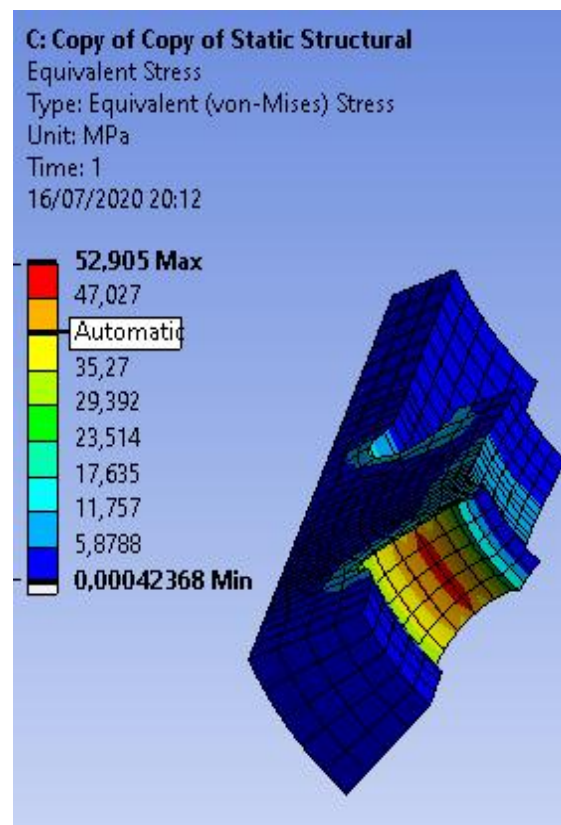 C: Copy of Copy of Static Structural
Equivalent Stress
Type: Equivalent (von-Mises) Stress
Unit: MPa
Time: 1
16/07/2020 20:12
52,905 Max
47,027
Automatic
35,27
29,392
23,514
17,635
11,757
5,8788
0,00042368 Min